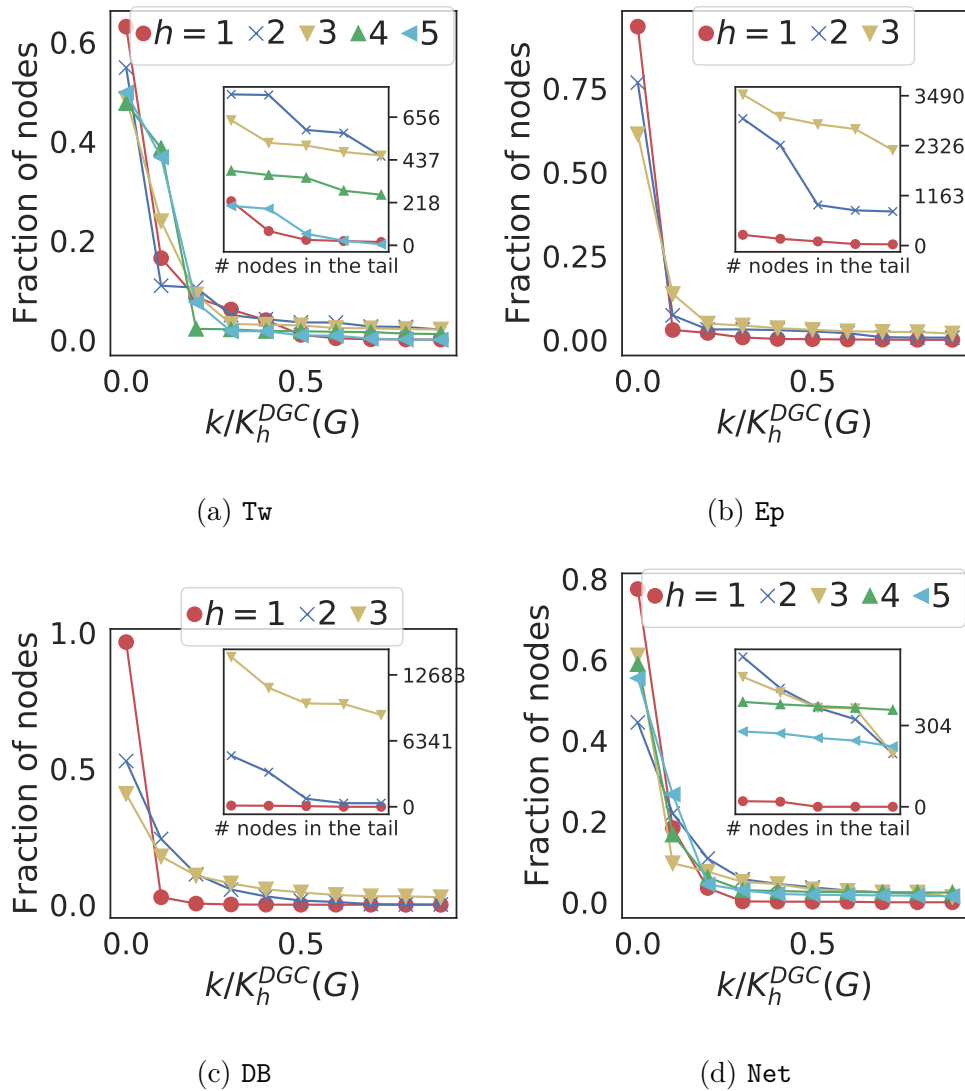 h = 1 2 3 4 5
Fraction of nodes
0.6
0.4
0.2
0.0
656
437
218
0
# nodes in the tail
0.0 0.5
k/K_h^{DGC}(G)
(a) Tw
h = 1 2 3
Fraction of nodes
0.75
0.50
0.25
0.00
3490
2326
1163
0
# nodes in the tail
0.0 0.5
k/K_h^{DGC}(G)
(b) Ep
h = 1 2 3
Fraction of nodes
1.0
0.5
0.0
12683
6341
0
# nodes in the tail
0.0 0.5
k/K_h^{DGC}(G)
(c) DB
h = 1 2 3 4 5
Fraction of nodes
0.8
0.6
0.4
0.2
0.0
304
0
# nodes in the tail
0.0 0.5
k/K_h^{DGC}(G)
(d) Net